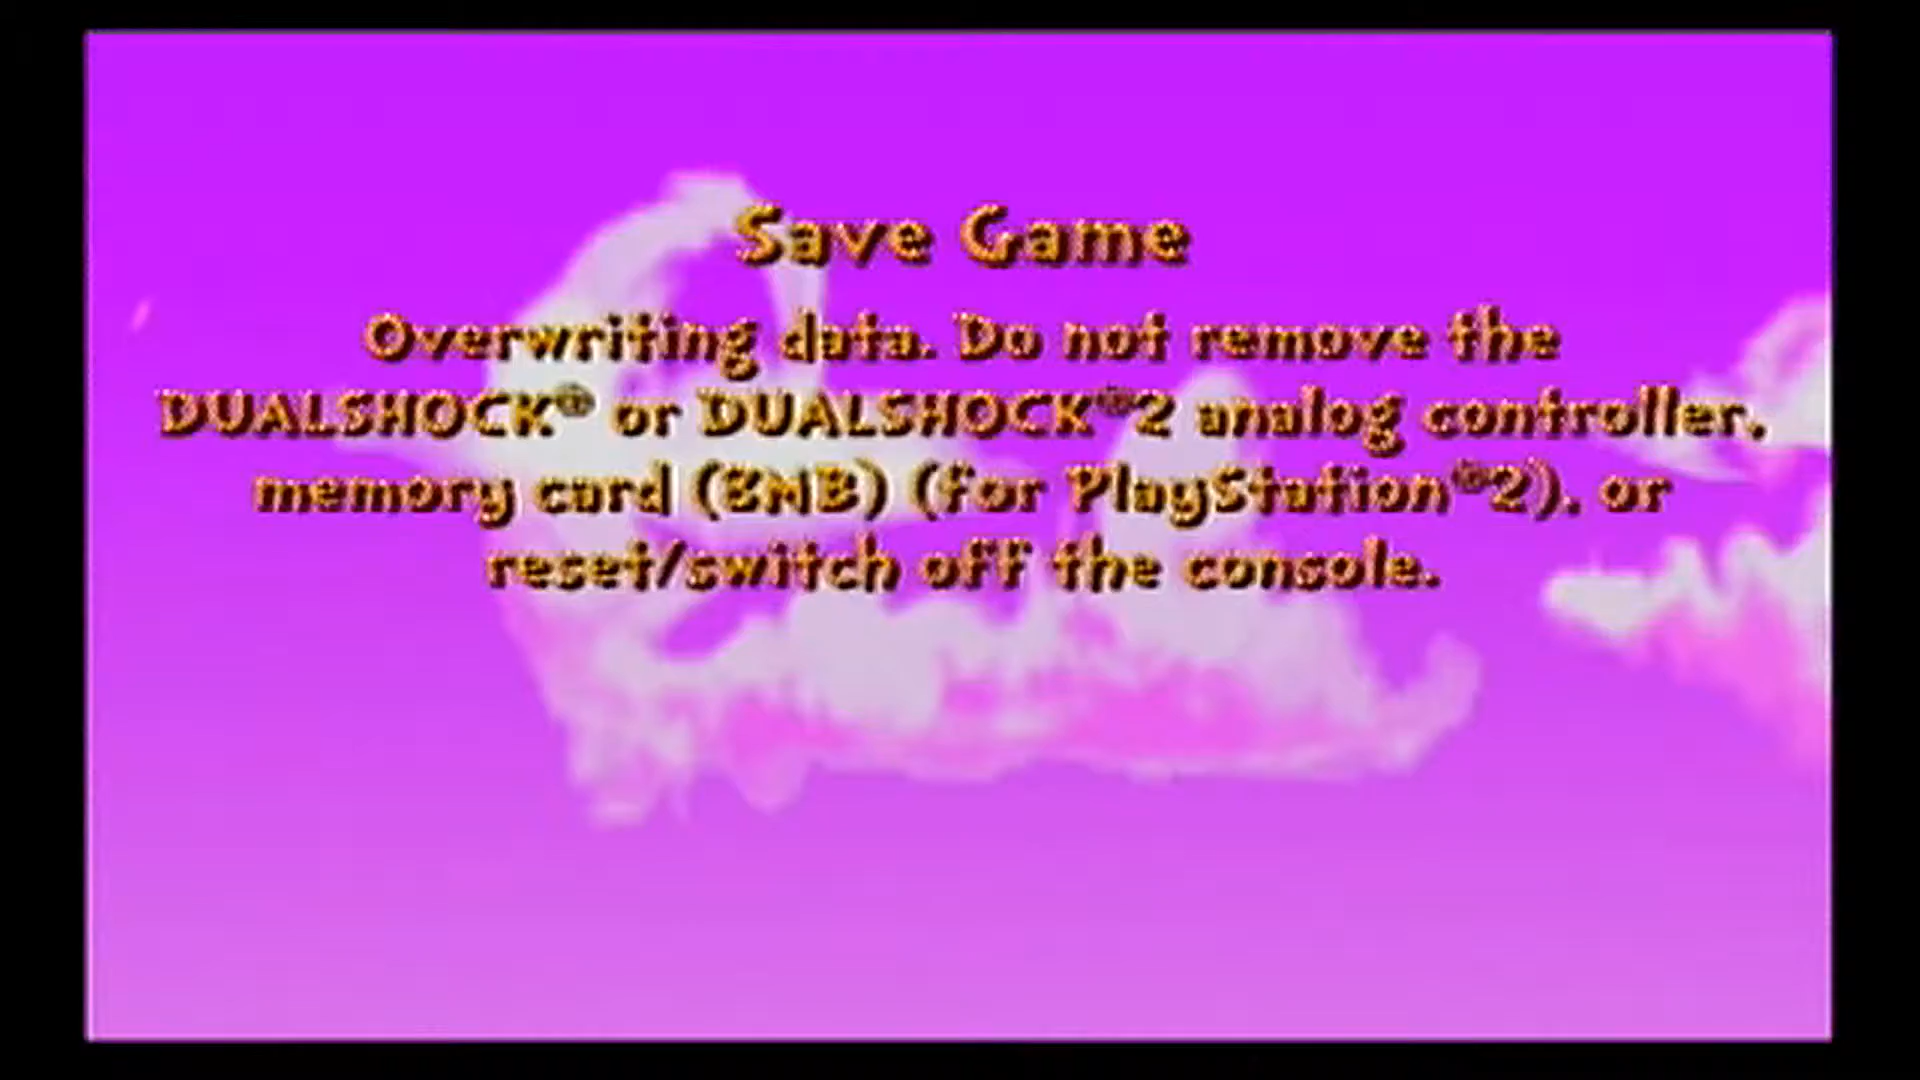 Save Game
Overwriting data. Do not remove the
DUALSHOCK® or DUALSHOCK®2 analog controller,
memory card (8MB) (for PlayStation®2), or
reset/switch off the console.